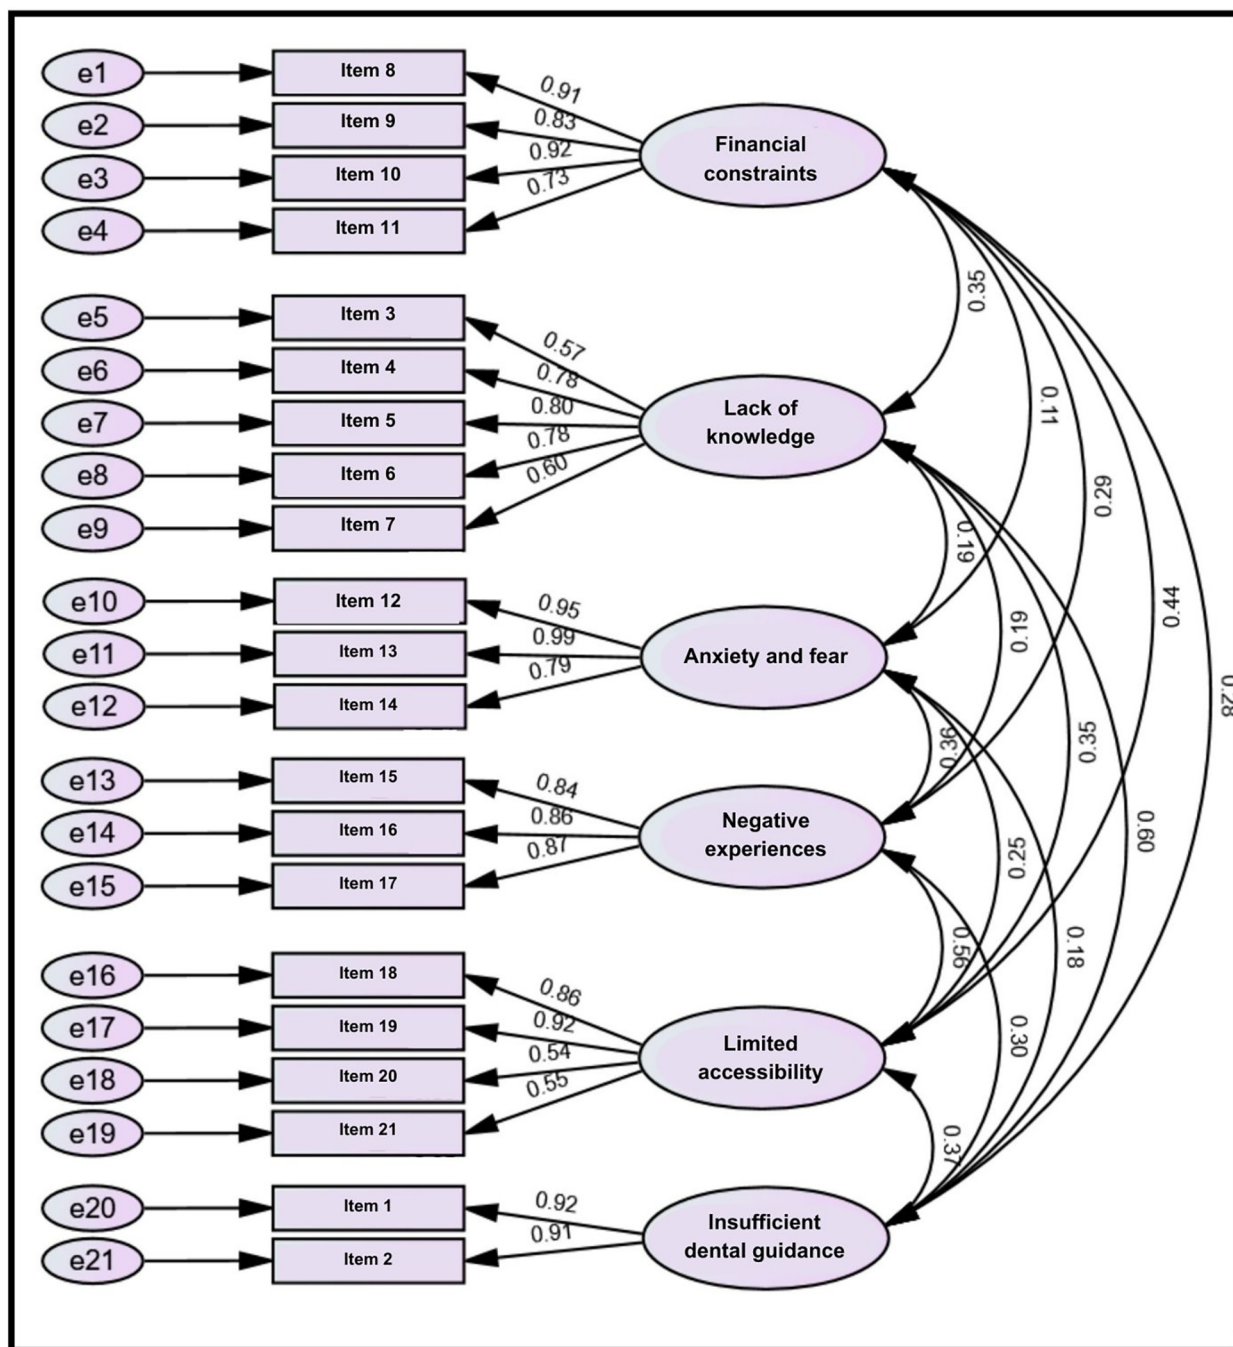 e1
Item 8
e2
Item 9
e3
Item 10
e4
Item 11
0.91
0.83
0.92
0.73
Financial
constraints
e5
Item 3
e6
Item 4
e7
Item 5
e8
Item 6
e9
Item 7
0.57
0.78
0.80
0.78
0.60
Lack of
knowledge
e10
Item 12
e11
Item 13
e12
Item 14
0.95
0.99
0.79
Anxiety and fear
e13
Item 15
e14
Item 16
e15
Item 17
0.84
0.86
0.87
Negative
experiences
e16
Item 18
e17
Item 19
e18
Item 20
e19
Item 21
0.86
0.92
0.54
0.55
Limited
accessibility
e20
Item 1
e21
Item 2
0.92
0.91
Insufficient
dental guidance
0.35
0.11
0.29
0.44
0.28
0.19
0.19
0.35
0.60
0.36
0.25
0.18
0.56
0.30
0.37